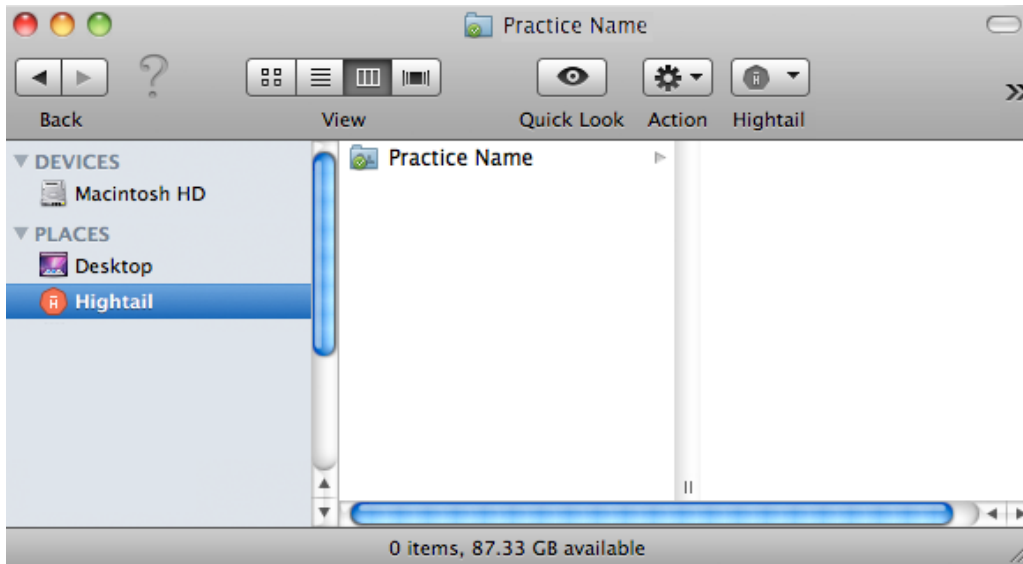 Practice Name
Back View Quick Look Action Hightail
DEVICES
Macintosh HD
PLACES
Desktop
Hightail
Practice Name
0 items, 87.33 GB available